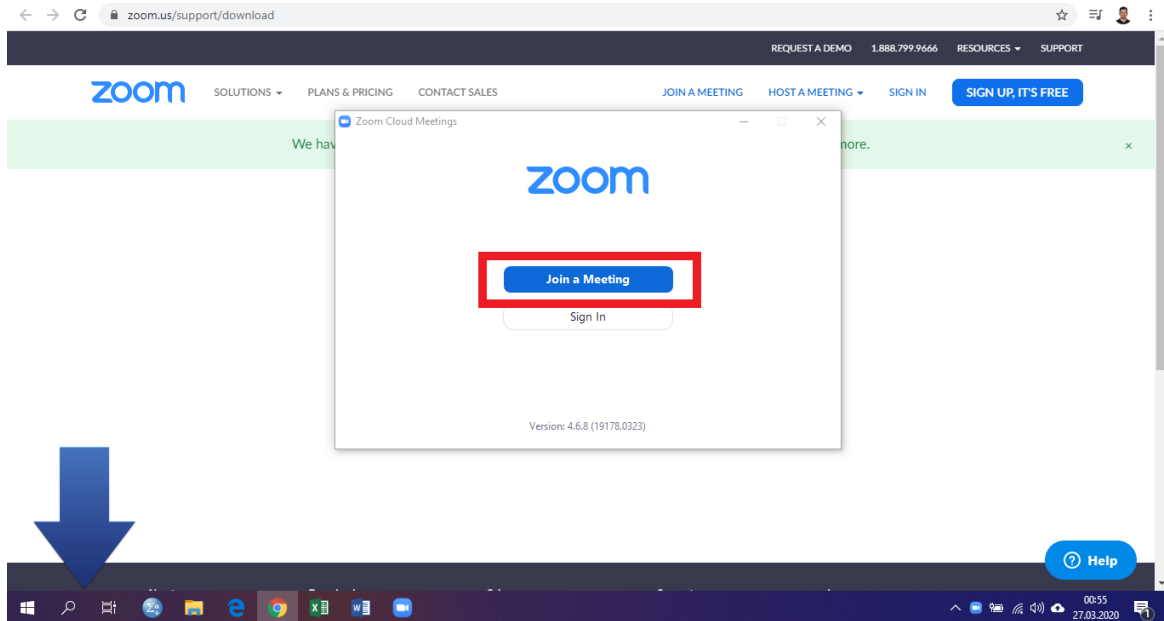 zoom.us/support/download
REQUEST A DEMO 1.888.799.9666 RESOURCES SUPPORT
zoom SOLUTIONS PLANS & PRICING CONTACT SALES JOIN A MEETING HOST A MEETING SIGN IN SIGN UP, IT'S FREE
Zoom Cloud Meetings
We hav more.
zoom
Join a Meeting
Sign In
Version: 4.6.8 (19178.0323)
Help
00:55
27.03.2020
1